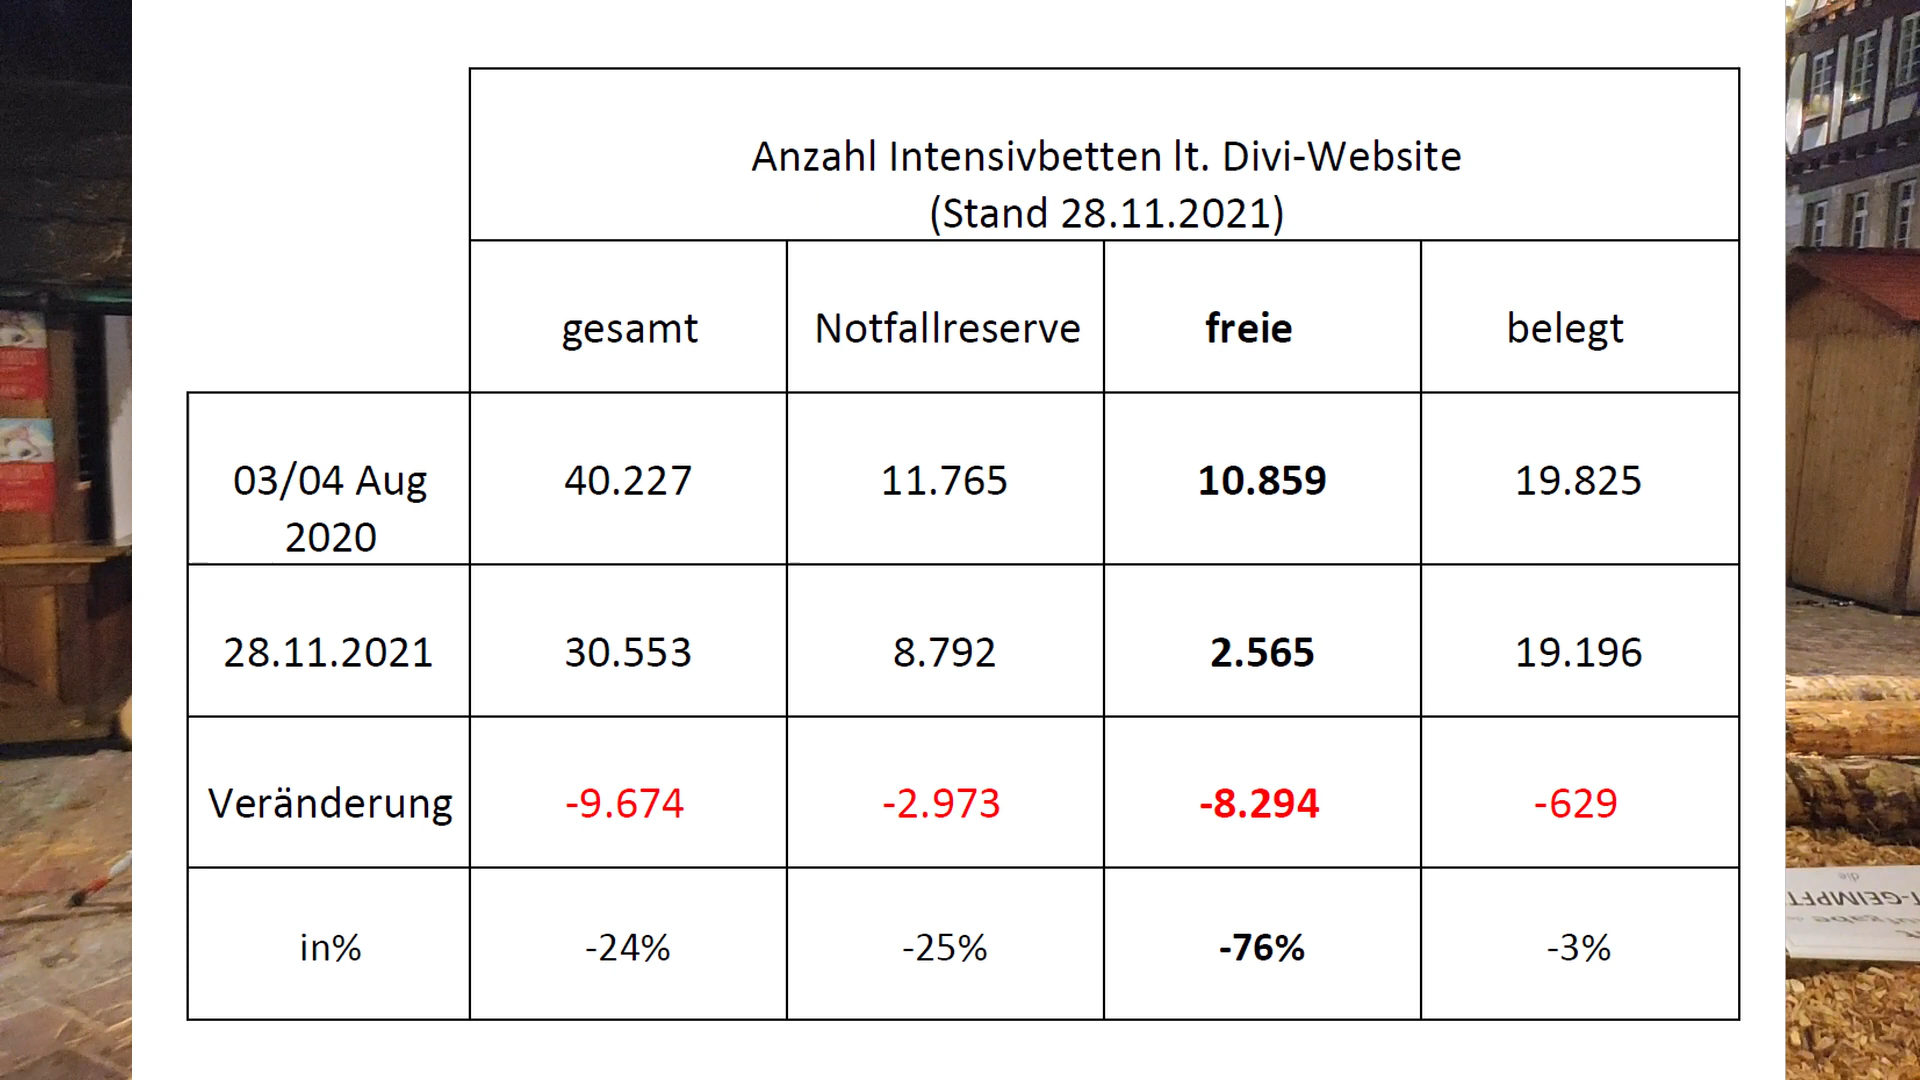 Anzahl Intensivbetten lt. Divi-Website
(Stand 28.11.2021)
gesamt Notfallreserve freie belegt
03/04 Aug
2020 40.227 11.765 10.859 19.825
28.11.2021 30.553 8.792 2.565 19.196
Veränderung -9.674 -2.973 -8.294 -629
in% -24% -25% -76% -3%
die
T-GEIMPFT